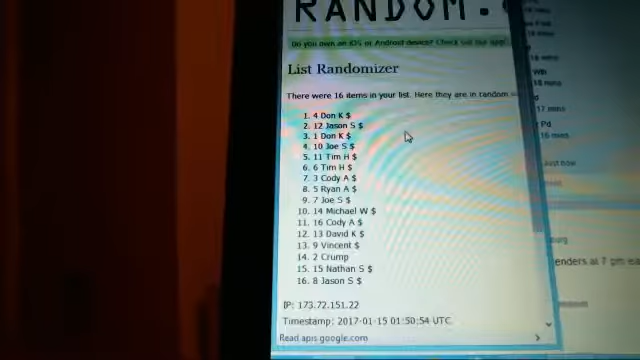 RANDOM.
Do you own an iOS or Android device? Check out our app!
List Randomizer
There were 16 items in your list. Here they are in random
1. 4 Don K $
2. 12 Jason S $
3. 1 Don K $
4. 10 Joe S $
5. 11 Tim H $
6. 6 Tim H $
7. 3 Cody A $
8. 5 Ryan A $
9. 7 Joe S $
10. 14 Michael W $
11. 16 Cody A $
12. 13 David K $
13. 9 Vincent $
14. 2 Crump
15. 15 Nathan S $
16. 8 Jason S $
IP: 173.72.151.22
Timestamp: 2017-01-15 01:50:54 UTC
Read apis.google.com
18 mins
17 mins
Pd
16 mins
Just now
enders at 7 pm